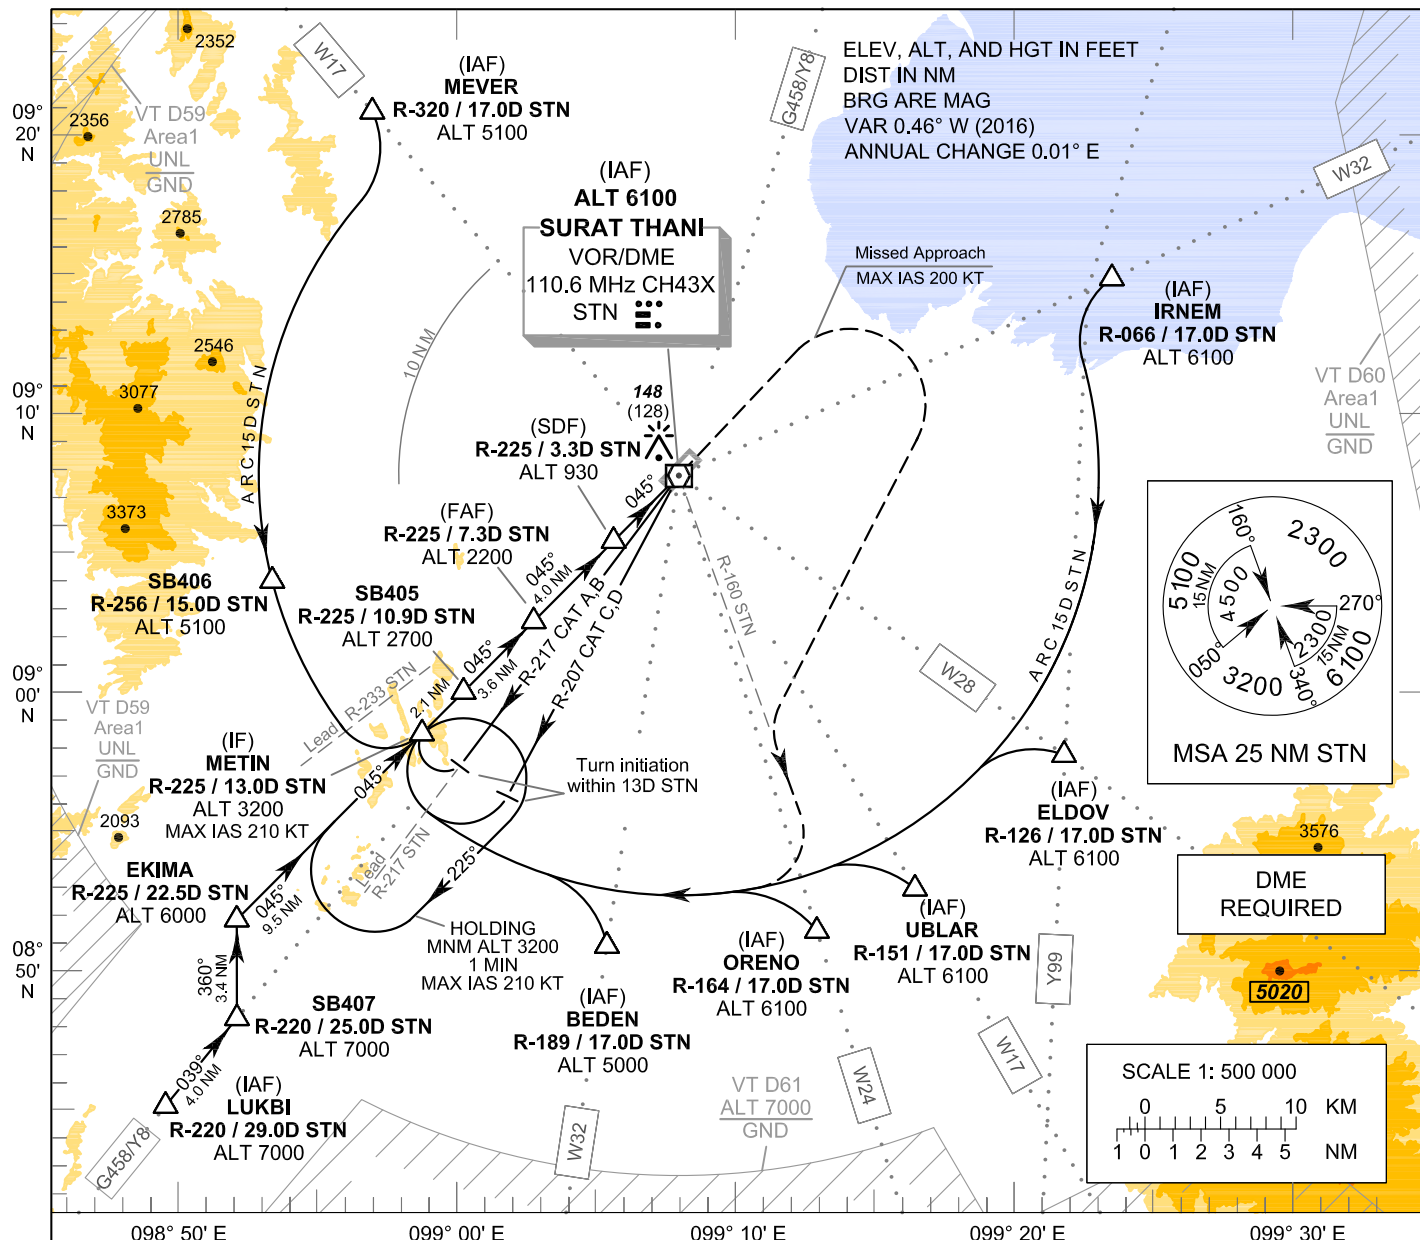 2352
W17
(IAF)
MEVER
R-320 / 17.0D STN
ALT 5100
G458/Y8
ELEV, ALT, AND HGT IN FEET
DIST IN NM
BRG ARE MAG
VAR 0.46° W (2016)
ANNUAL CHANGE 0.01° E
09°
20'
N
2356
VT D59
Area1
UNL
GND
2785
(IAF)
ALT 6100
SURAT THANI
VOR/DME
110.6 MHz CH43X
STN
W32
Missed Approach
MAX IAS 200 KT
(IAF)
IRNEM
R-066 / 17.0D STN
ALT 6100
10 NM
2546
3077
3373
ARC 15D STN
09°
10'
N
148
(128)
(SDF)
R-225 / 3.3D STN
ALT 930
045°
(FAF)
R-225 / 7.3D STN
ALT 2200
045°
4.0 NM
VT D60
Area1
UNL
GND
SB406
R-256 / 15.0D STN
ALT 5100
SB405
R-225 / 10.9D STN
ALT 2700
045°
3.6 NM
R-217 CAT A,B
R-207 CAT C,D
R-160 STN
ARC 15D STN
160°
2300
5100
15 NM
4500
270°
2300
15 NM
6100
050°
3200
340°
MSA 25 NM STN
09°
00'
N
VT D59
Area1
UNL
GND
Lead R-233 STN
2.1 NM
W28
(IF)
METIN
R-225 / 13.0D STN
ALT 3200
MAX IAS 210 KT
045°
Turn initiation
within 13D STN
(IAF)
ELDOV
R-126 / 17.0D STN
ALT 6100
2093
Lead
R-217 STN
225°
3576
EKIMA
R-225 / 22.5D STN
ALT 6000
045°
9.5 NM
HOLDING
MNM ALT 3200
1 MIN
MAX IAS 210 KT
DME
REQUIRED
(IAF)
UBLAR
R-151 / 17.0D STN
ALT 6100
(IAF)
ORENO
R-164 / 17.0D STN
ALT 6100
08°
50'
N
360°
3.4 NM
SB407
R-220 / 25.0D STN
ALT 7000
(IAF)
BEDEN
R-189 / 17.0D STN
ALT 5000
Y99
5020
W17
039°
4.0 NM
(IAF)
LUKBI
R-220 / 29.0D STN
ALT 7000
G458/Y8
W32
VT D61
ALT 7000
GND
W24
SCALE 1: 500 000
0 5 10 KM
1 0 1 2 3 4 5 NM
098° 50' E
099° 00' E
099° 10' E
099° 20' E
099° 30' E